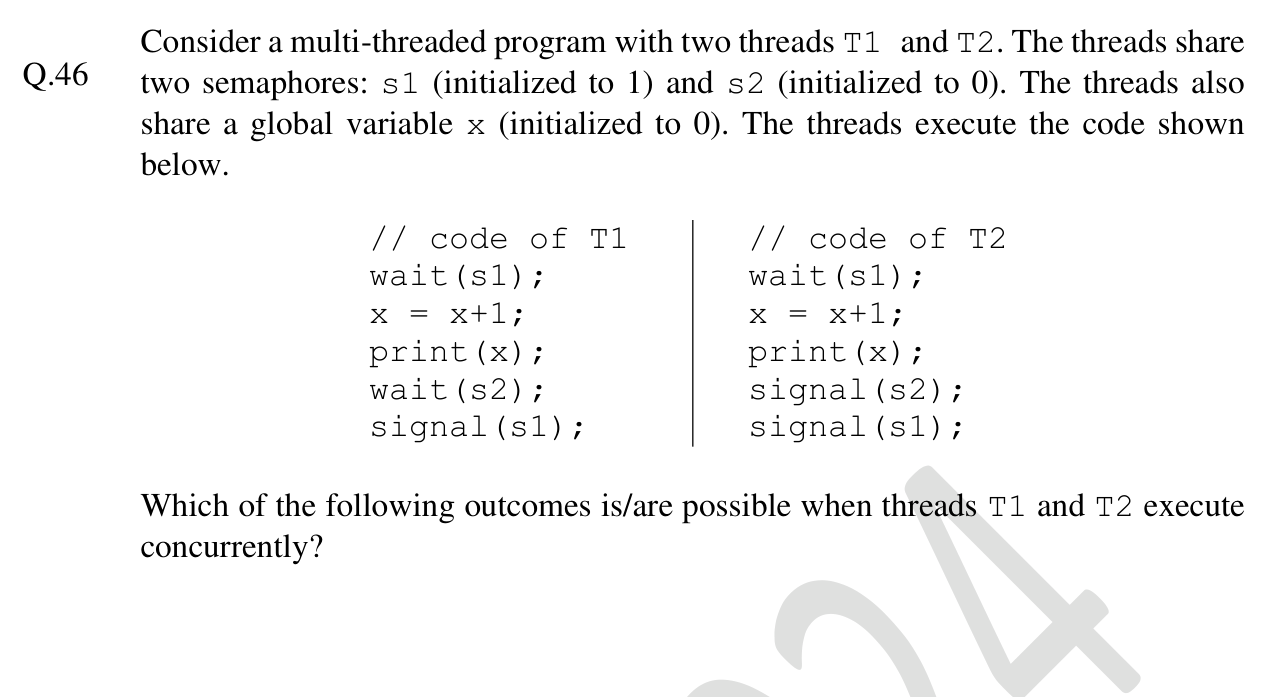 Q.46
Consider a multi-threaded program with two threads T1 and T2. The threads share
two semaphores: s1 (initialized to 1) and s2 (initialized to 0). The threads also
share a global variable x (initialized to 0). The threads execute the code shown
below.
// code of T1
wait(s1);
x = x+1;
print(x);
wait(s2);
signal(s1);
// code of T2
wait(s1);
x = x+1;
print(x);
signal(s2);
signal(s1);
Which of the following outcomes is/are possible when threads T1 and T2 execute
concurrently?
24